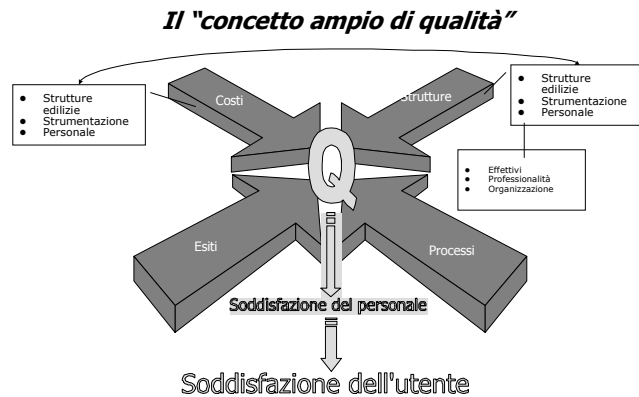 Il “concetto ampio di qualità”
● Strutture
edilizie
● Strumentazione
● Personale
Costi
Strutture
● Strutture
edilizie
● Strumentazione
● Personale
● Effettivi
● Professionalità
● Organizzazione
Q
Esiti
Processi
Soddisfazione del personale
Soddisfazione dell'utente